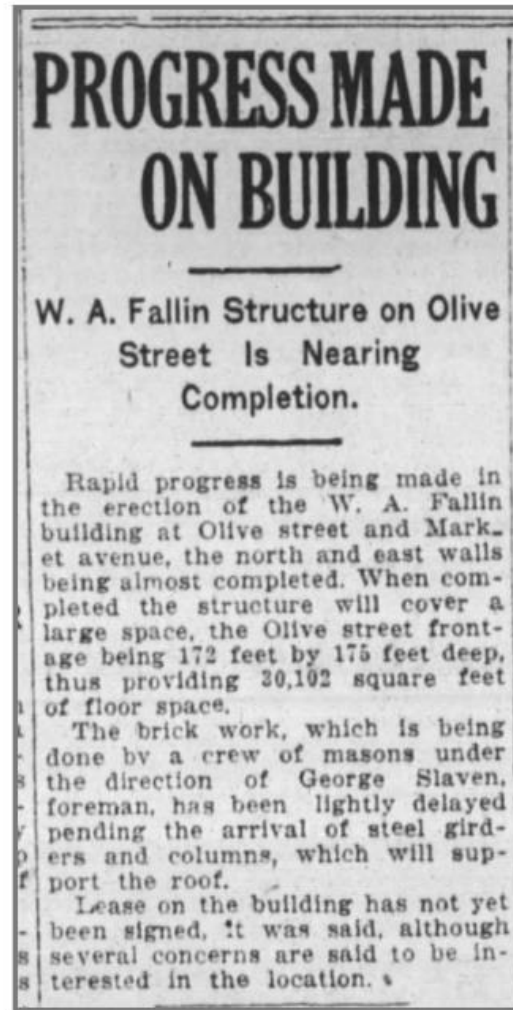 PROGRESS MADE
ON BUILDING
W. A. Fallin Structure on Olive
Street Is Nearing
Completion.
Rapid progress is being made in
the erection of the W. A. Fallin
building at Olive street and Mark-
et avenue, the north and east walls
being almost completed. When com-
pleted the structure will cover a
large space, the Olive street front-
age being 172 feet by 175 feet deep,
thus providing 30,102 square feet
of floor space.
The brick work, which is being
done by a crew of masons under
the direction of George Slaven,
foreman, has been lightly delayed
pending the arrival of steel gird-
ers and columns, which will sup-
port the roof.
Lease on the building has not yet
been signed, it was said, although
several concerns are said to be in-
terested in the location.